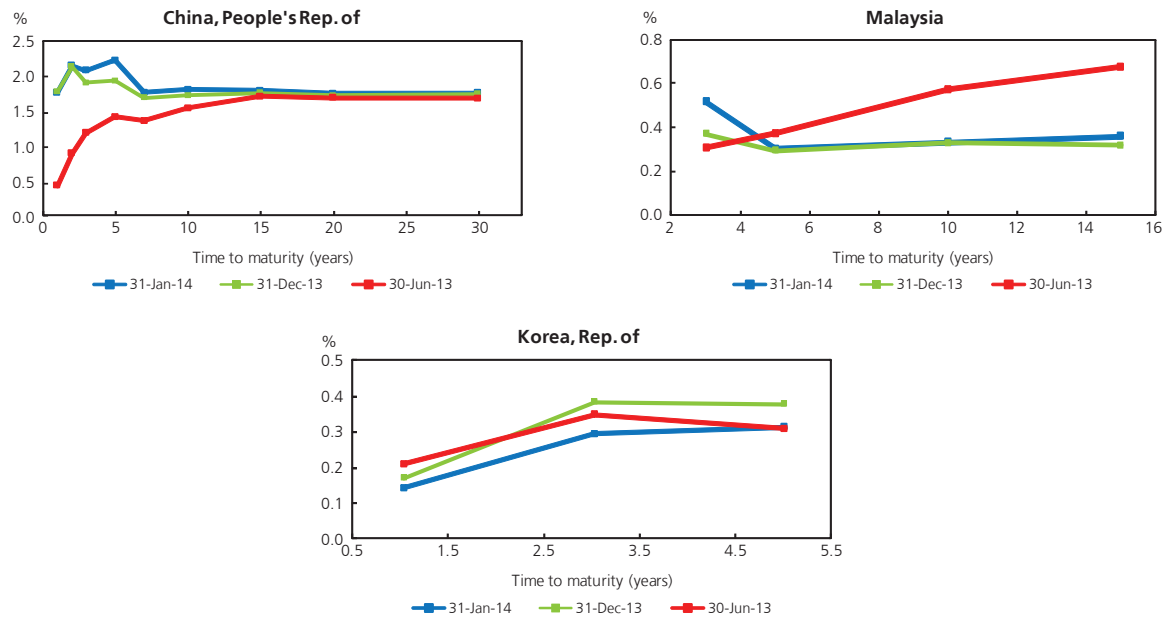 China, People's Rep. of
%
2.5
2.0
1.5
1.0
0.5
0.0
0 5 10 15 20 25 30
Time to maturity (years)
31-Jan-14 31-Dec-13 30-Jun-13
Malaysia
%
0.8
0.6
0.4
0.2
0.0
2 4 6 8 10 12 14 16
Time to maturity (years)
31-Jan-14 31-Dec-13 30-Jun-13
Korea, Rep. of
%
0.5
0.4
0.3
0.2
0.1
0.0
0.5 1.5 2.5 3.5 4.5 5.5
Time to maturity (years)
31-Jan-14 31-Dec-13 30-Jun-13